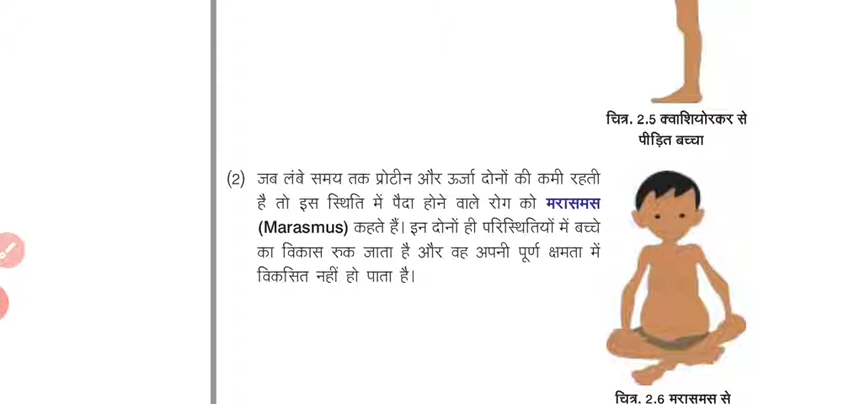 चित्र. 2.5 क्वाशियोरकर से
पीड़ित बच्चा
(2) जब लंबे समय तक प्रोटीन और ऊर्जा दोनों की कमी रहती
है तो इस स्थिति में पैदा होने वाले रोग को मरासमस
(Marasmus) कहते हैं। इन दोनों ही परिस्थितियों में बच्चे
का विकास रुक जाता है और वह अपनी पूर्ण क्षमता में
विकसित नहीं हो पाता है।
चित्र. 2.6 मरासमस से